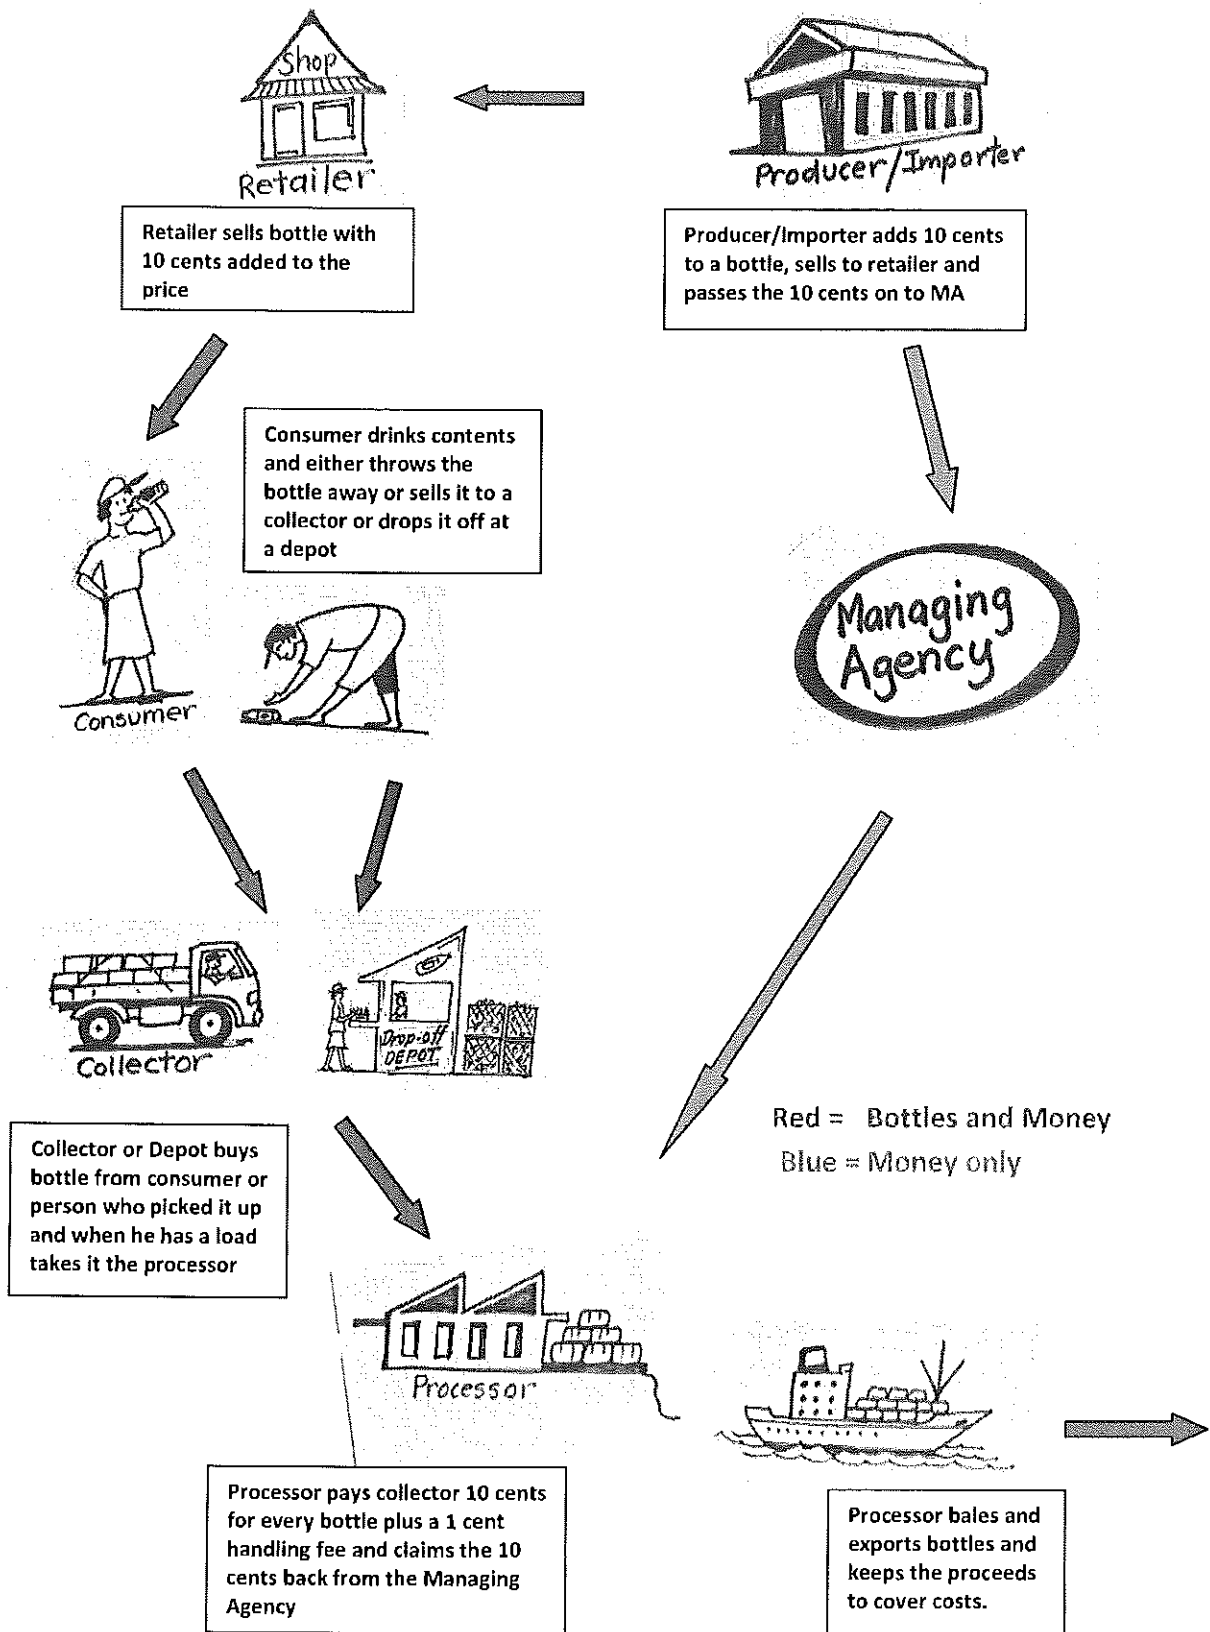 Shop
Retailer
Producer/Importer
Retailer sells bottle with
10 cents added to the
price
Producer/Importer adds 10 cents
to a bottle, sells to retailer and
passes the 10 cents on to MA
Consumer drinks contents
and either throws the
bottle away or sells it to a
collector or drops it off at
a depot
Consumer
Managing
Agency
Collector
Drop-off
DEPOT
Red = Bottles and Money
Blue = Money only
Collector or Depot buys
bottle from consumer or
person who picked it up
and when he has a load
takes it the processor
Processor
Processor pays collector 10 cents
for every bottle plus a 1 cent
handling fee and claims the 10
cents back from the Managing
Agency
Processor bales and
exports bottles and
keeps the proceeds
to cover costs.